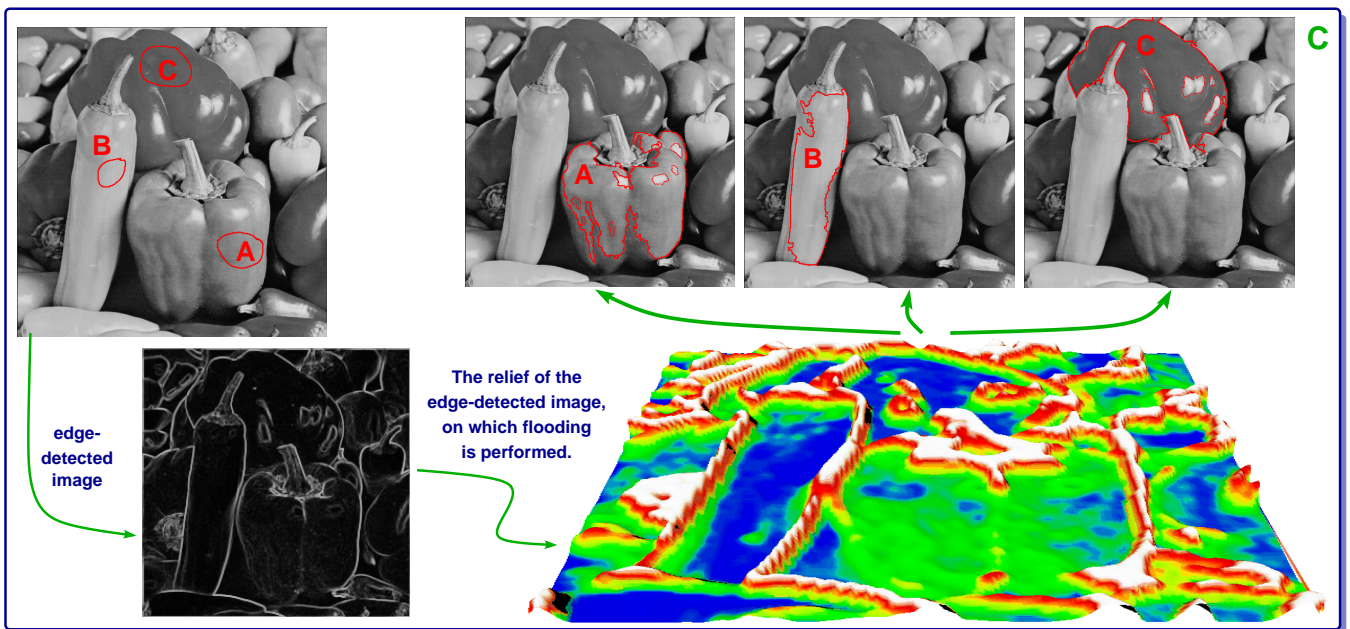 C
B
A
A
B
C
C
edge-
detected
image
The relief of the
edge-detected image,
on which flooding
is performed.